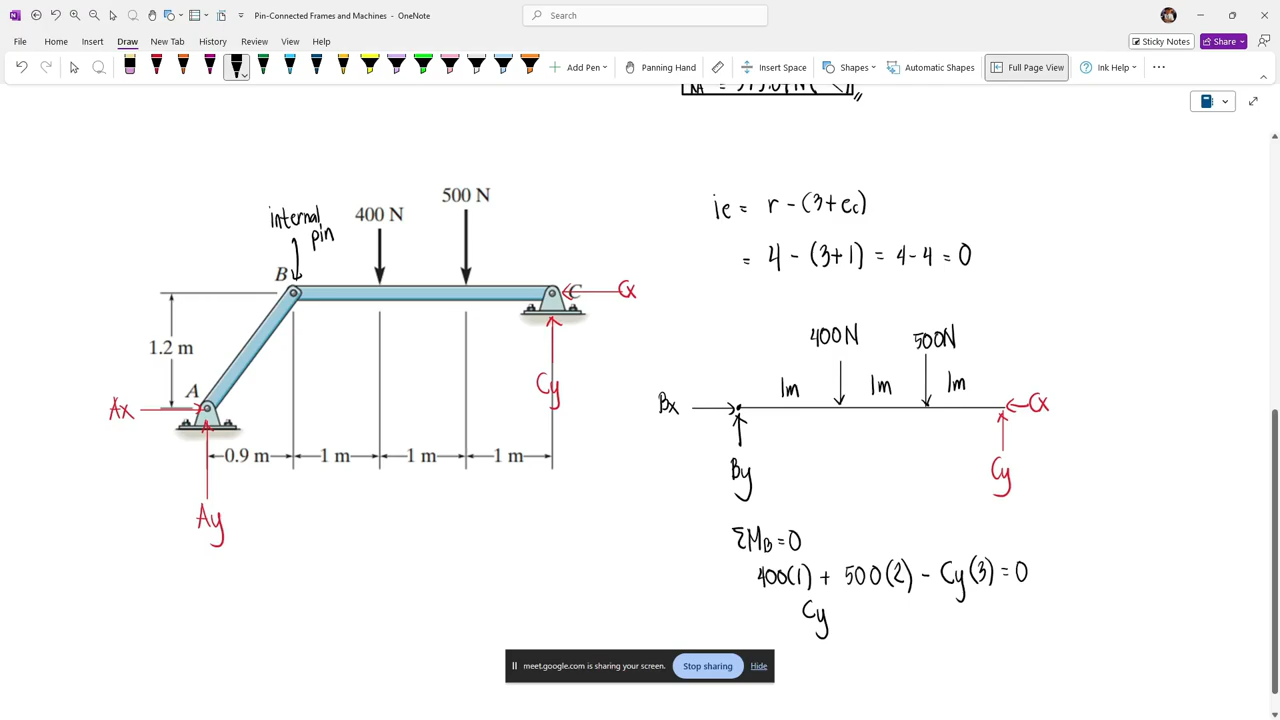 Pin-Connected Frames and Machines - OneNote
Search
File Home Insert Draw New Tab History Review View Help
Sticky Notes
Share
Add Pen
Panning Hand
Insert Space
Shapes
Automatic Shapes
Full Page View
Ink Help
internal
pin
400 N
500 N
B
C
Cx
1.2 m
A
Ax
Cy
0.9 m 1 m 1 m 1 m
Ay
ie = r - (3+ec)
= 4 - (3+1) = 4-4 = 0
400N
500N
1m 1m 1m
Bx
Cx
By
Cy
ΣMB = 0
400(1) + 500(2) - Cy(3) = 0
Cy
meet.google.com is sharing your screen.
Stop sharing
Hide